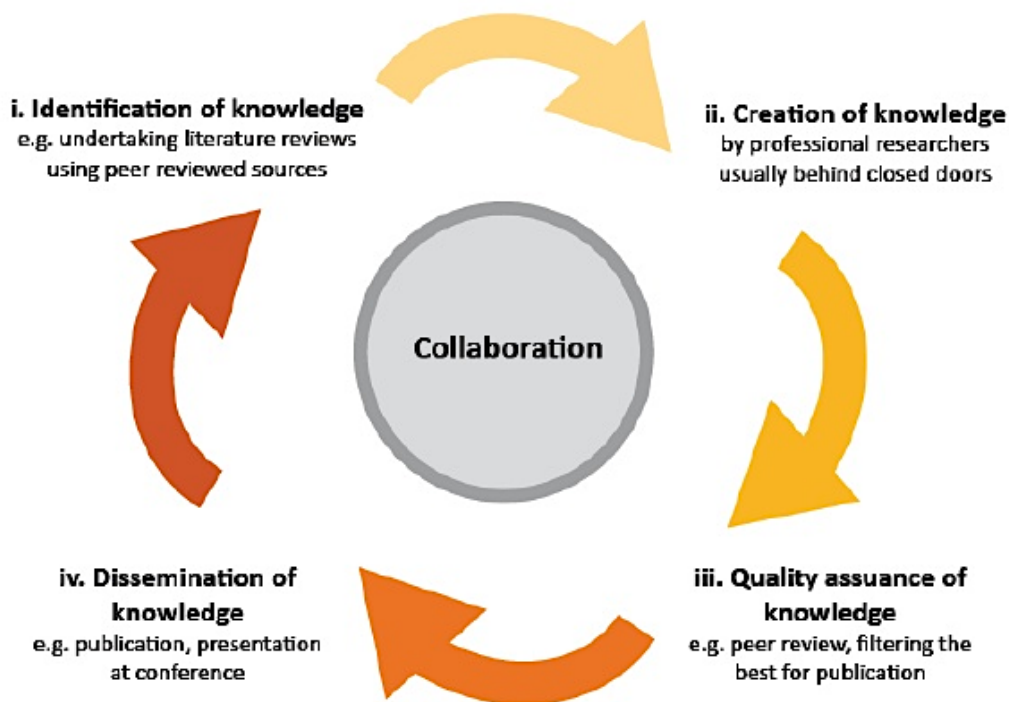 i. Identification of knowledge
e.g. undertaking literature reviews
using peer reviewed sources
ii. Creation of knowledge
by professional researchers
usually behind closed doors
Collaboration
iii. Quality assuance of
knowledge
e.g. peer review, filtering the
best for publication
iv. Dissemination of
knowledge
e.g. publication, presentation
at conference